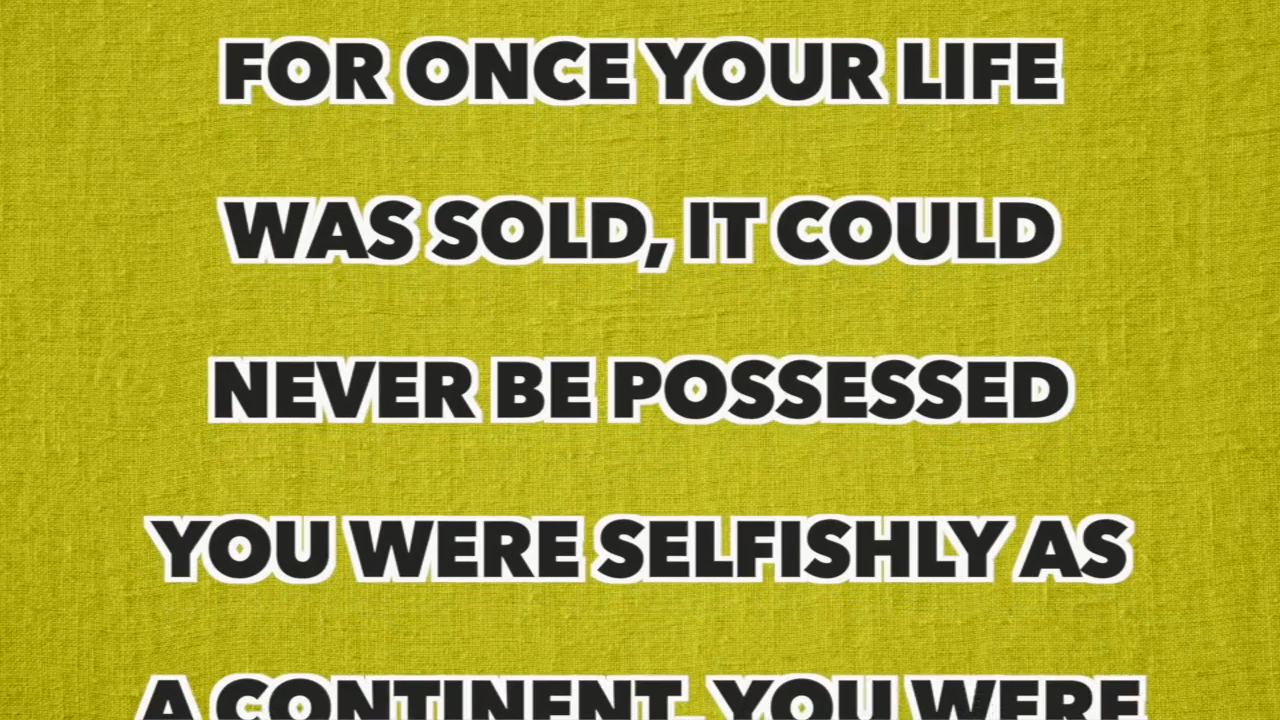 FOR ONCE YOUR LIFE
WAS SOLD, IT COULD
NEVER BE POSSESSED
YOU WERE SELFISHLY AS
A CONTINENT, YOU WERE